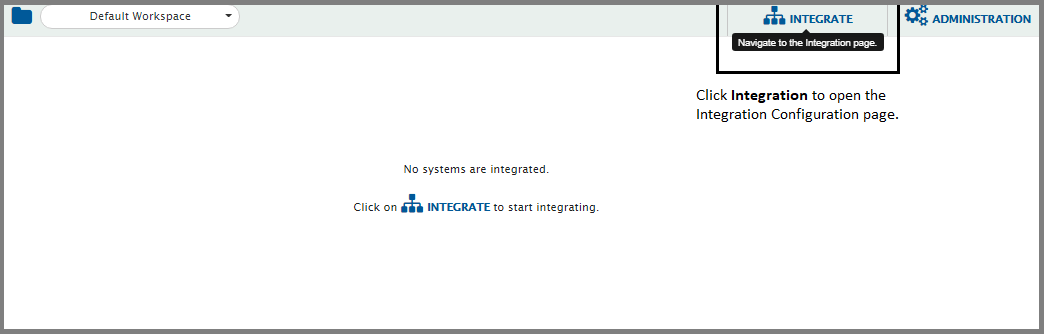 Default Workspace
INTEGRATE
ADMINISTRATION
Navigate to the Integration page.
Click Integration to open the
Integration Configuration page.
No systems are integrated.
Click on INTEGRATE to start integrating.